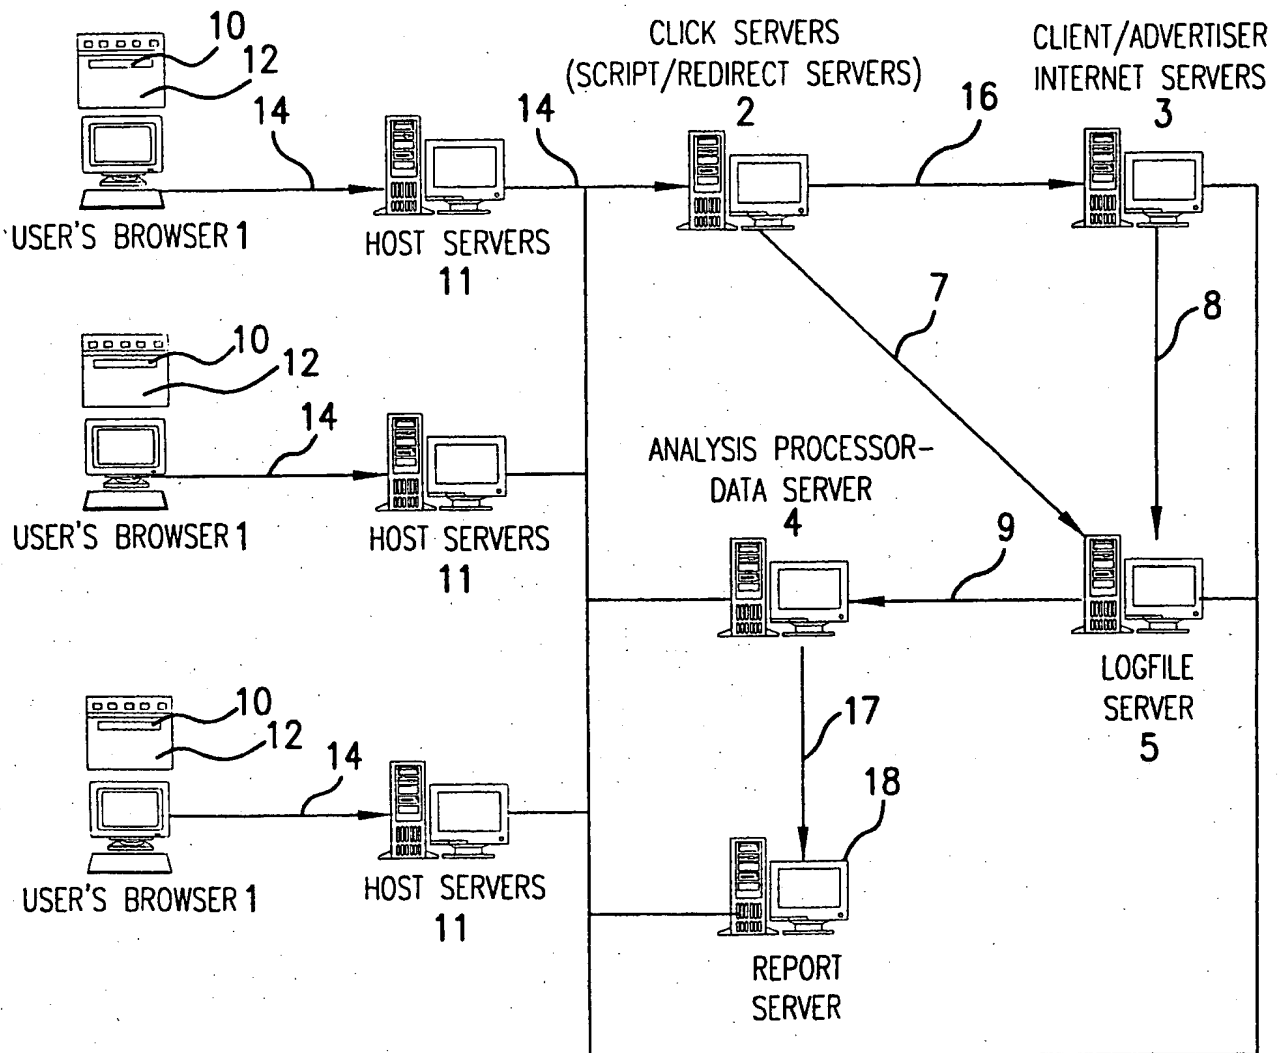 10
12
14
USER'S BROWSER 1
HOST SERVERS
11
14
CLICK SERVERS
(SCRIPT/REDIRECT SERVERS)
2
16
CLIENT/ADVERTISER
INTERNET SERVERS
3
7
8
10
12
14
USER'S BROWSER 1
HOST SERVERS
11
ANALYSIS PROCESSOR-
DATA SERVER
4
9
LOGFILE
SERVER
5
17
18
REPORT
SERVER
10
12
14
USER'S BROWSER 1
HOST SERVERS
11